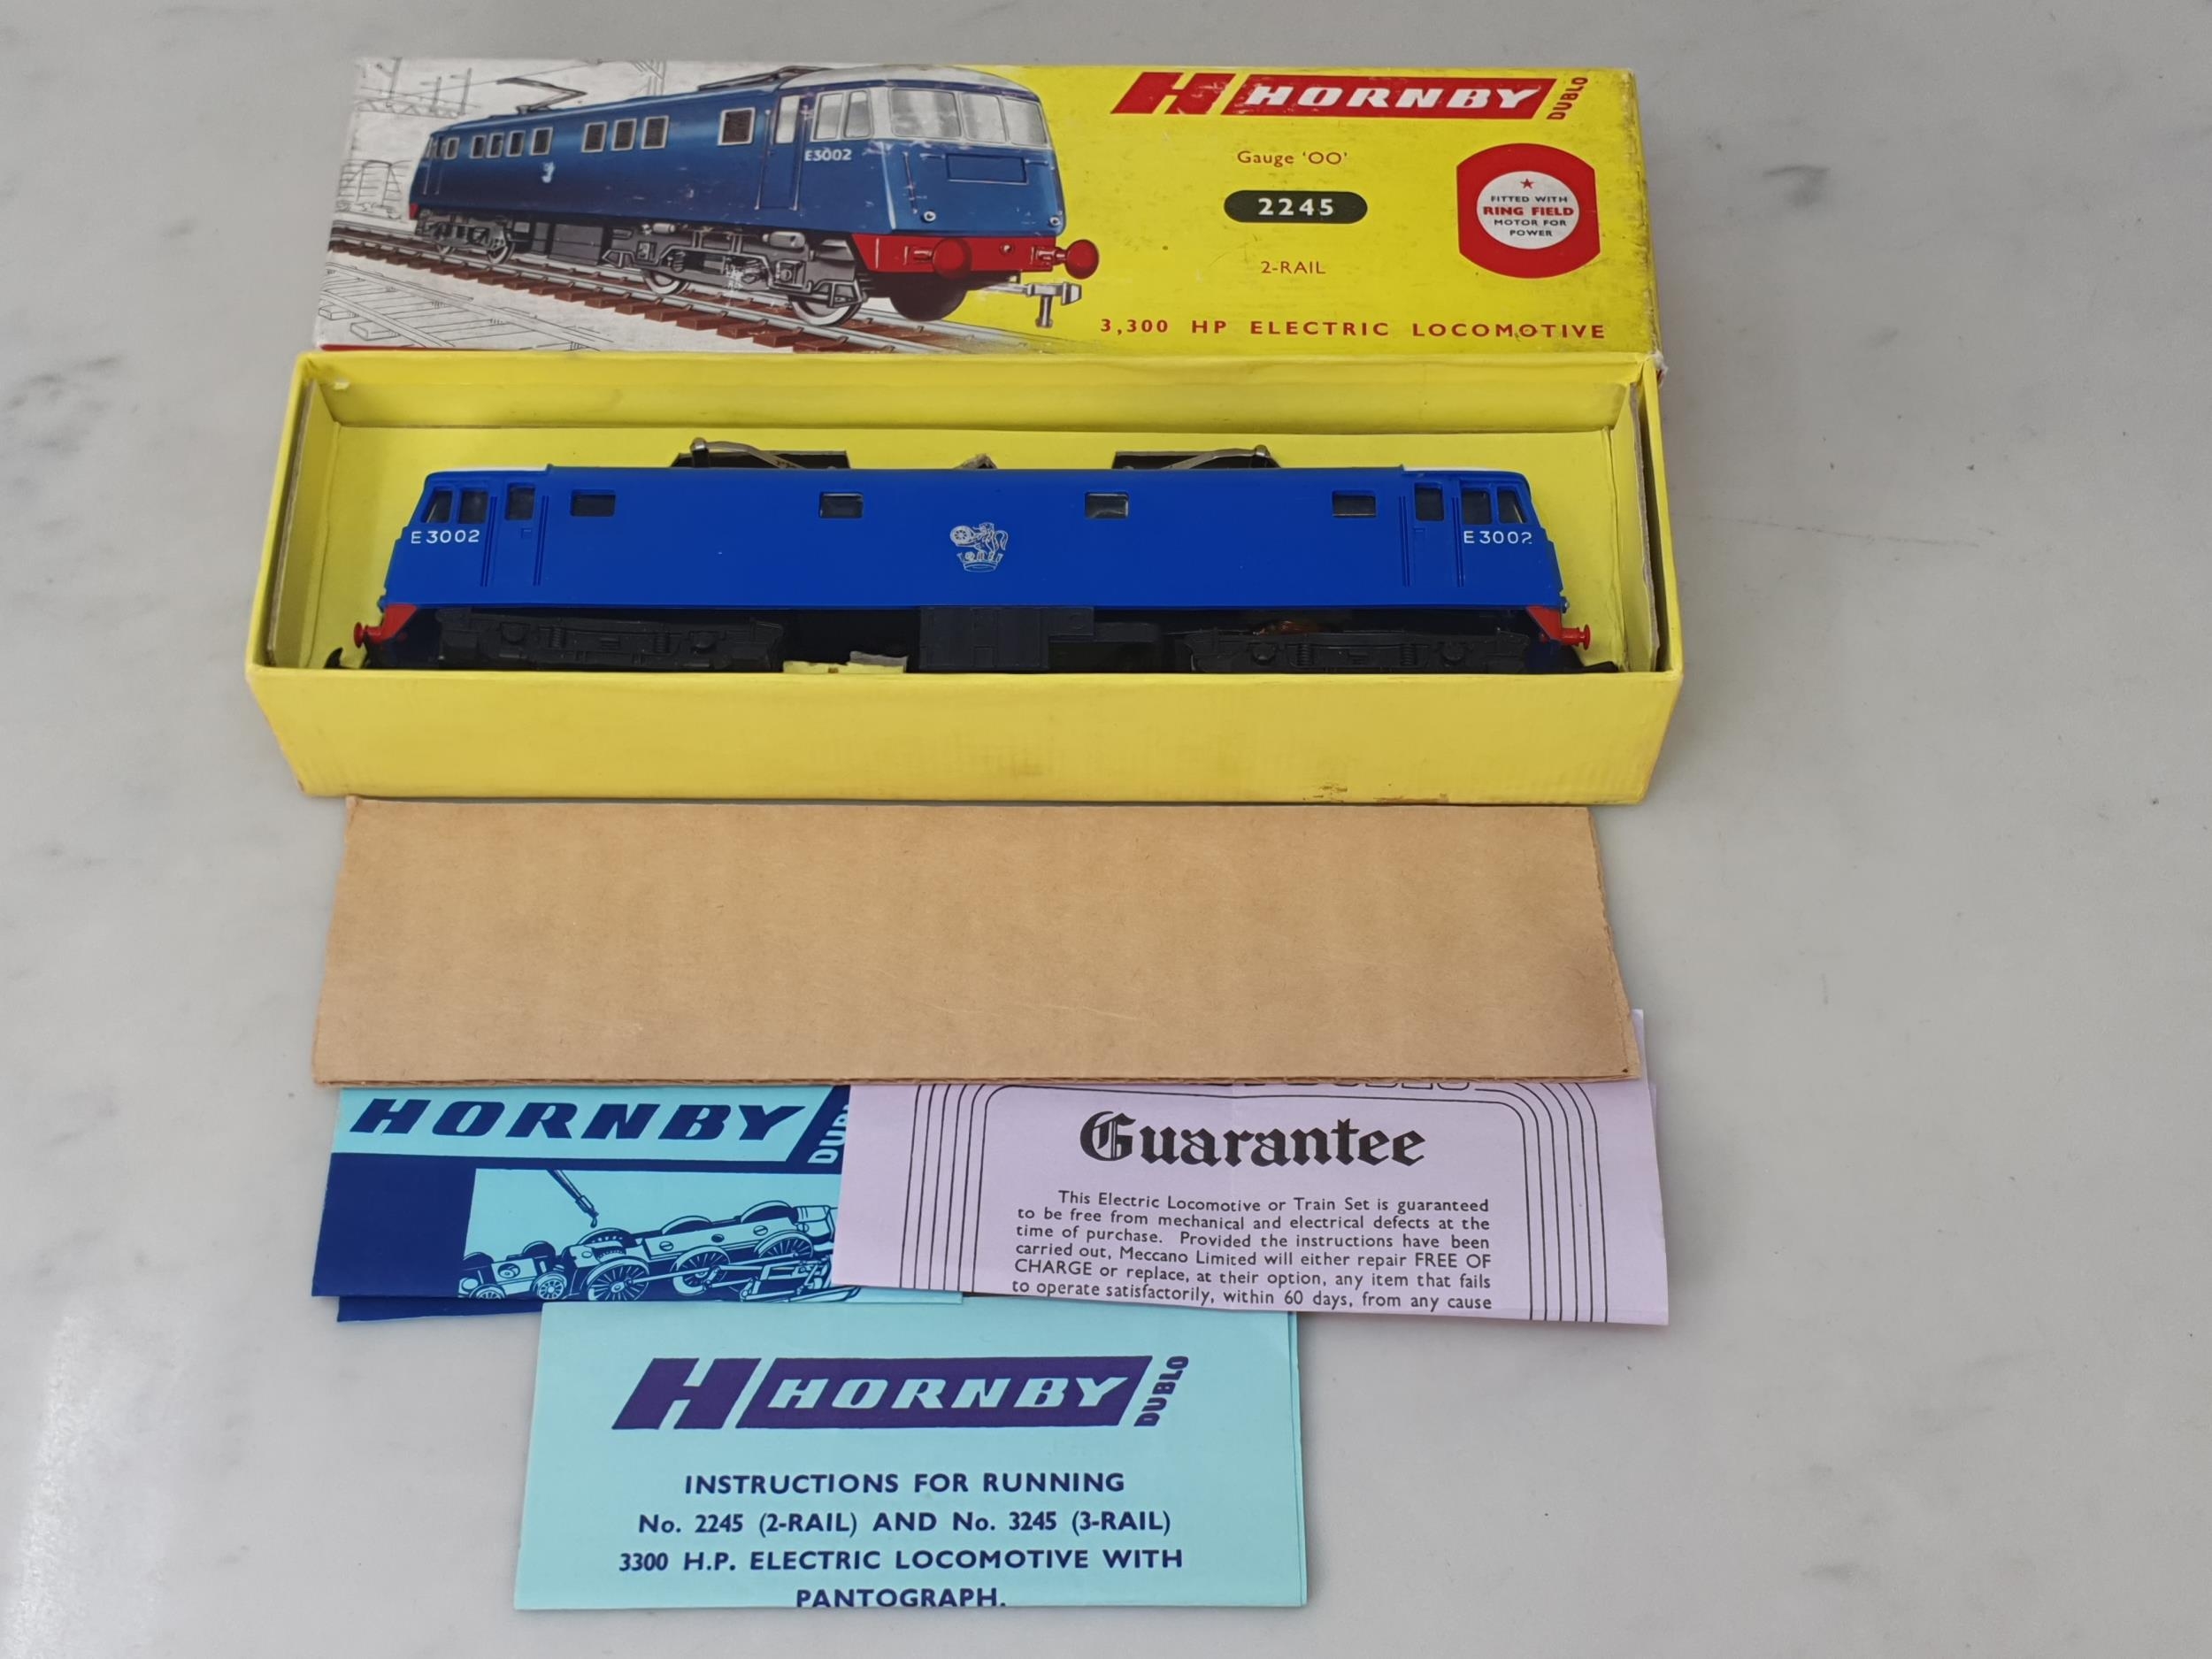 HORNBY DUBLO
Gauge 'OO'
2245
2-RAIL
3,300 HP ELECTRIC LOCOMOTIVE
FITTED WITH
RING FIELD
MOTOR FOR
POWER
E3002
E3002 E3002
HORNBY
Guarantee
This Electric Locomotive or Train Set is guaranteed
to be free from mechanical and electrical defects at the
time of purchase. Provided the instructions have been
carried out, Meccano Limited will either repair FREE OF
CHARGE or replace, at their option, any item that fails
to operate satisfactorily, within 60 days, from any cause
H HORNBY DUBLO
INSTRUCTIONS FOR RUNNING
No. 2245 (2-RAIL) AND No. 3245 (3-RAIL)
3300 H.P. ELECTRIC LOCOMOTIVE WITH
PANTOGRAPH.